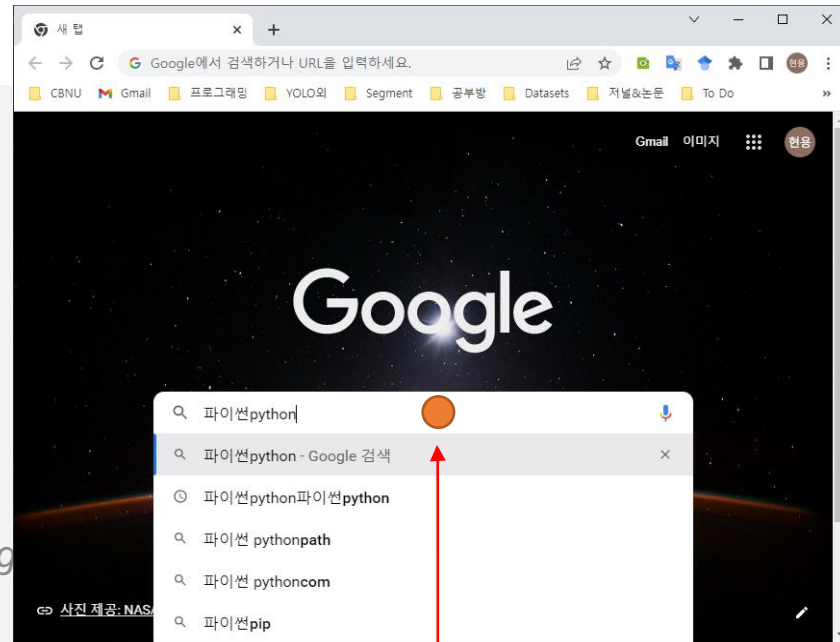 새 탭
Google에서 검색하거나 URL을 입력하세요.
현용
CBNU Gmail 프로그래밍 YOLO외 Segment 공부방 Datasets 저널&논문 To Do »
Gmail 이미지 현용
Google
파이썬python
파이썬python - Google 검색
파이썬python파이썬python
파이썬 pythonpath
파이썬 pythoncom
사진 제공: NASA
파이썬pip